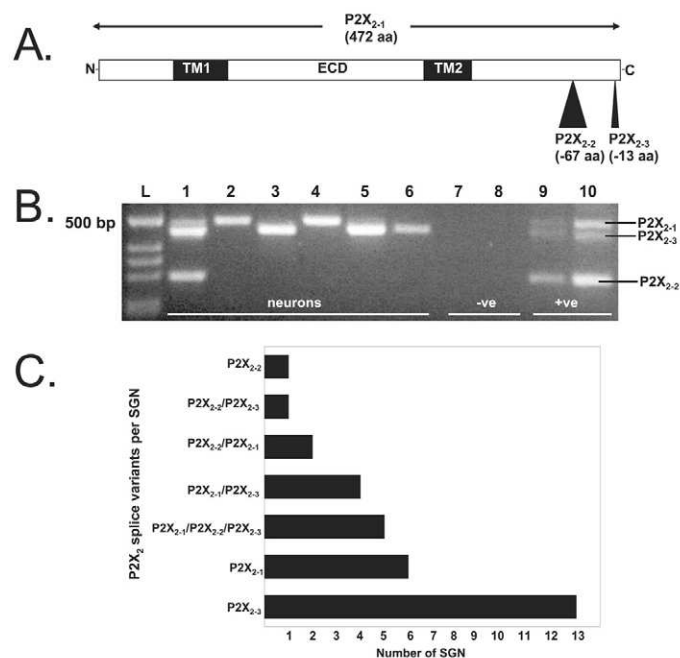 A.
P2X₂₋₁
(472 aa)
N TM1 ECD TM2 C
P2X₂₋₂ P2X₂₋₃
(-67 aa) (-13 aa)
B.
L 1 2 3 4 5 6 7 8 9 10
500 bp
P2X₂₋₁
P2X₂₋₃
P2X₂₋₂
neurons -ve +ve
C.
P2X₂ splice variants per SGN
P2X₂₋₂
P2X₂₋₂/P2X₂₋₃
P2X₂₋₂/P2X₂₋₁
P2X₂₋₁/P2X₂₋₃
P2X₂₋₁/P2X₂₋₂/P2X₂₋₃
P2X₂₋₁
P2X₂₋₃
1 2 3 4 5 6 7 8 9 10 11 12 13
Number of SGN